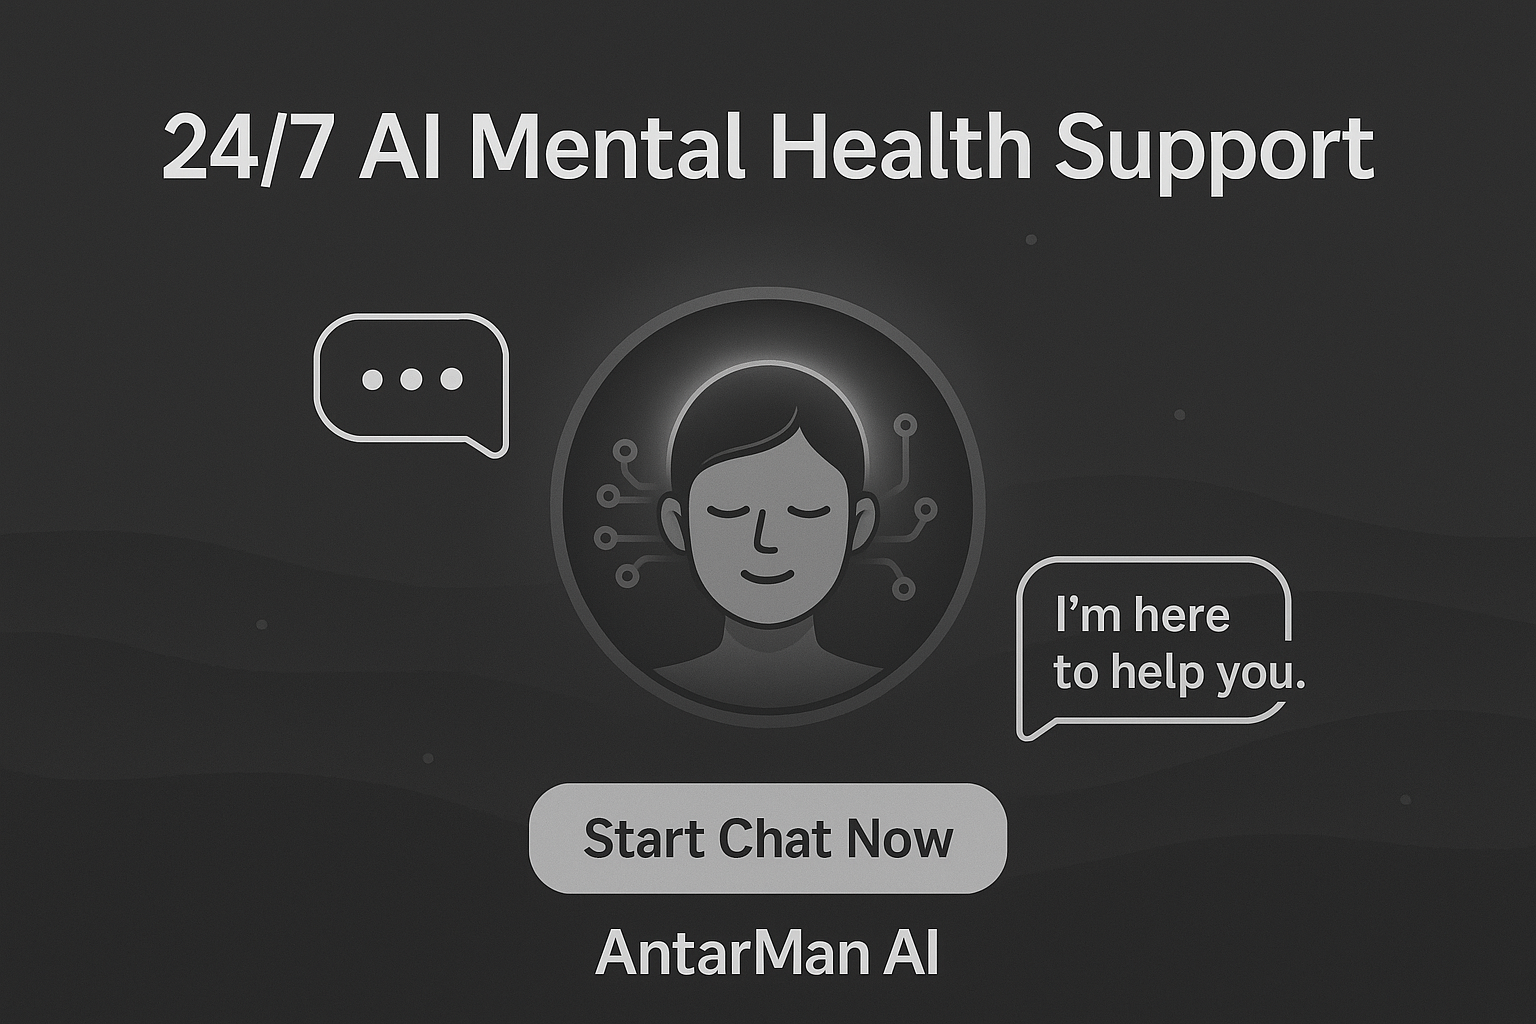 24/7 AI Mental Health Support
I’m here
to help you.
Start Chat Now
AntarMan AI